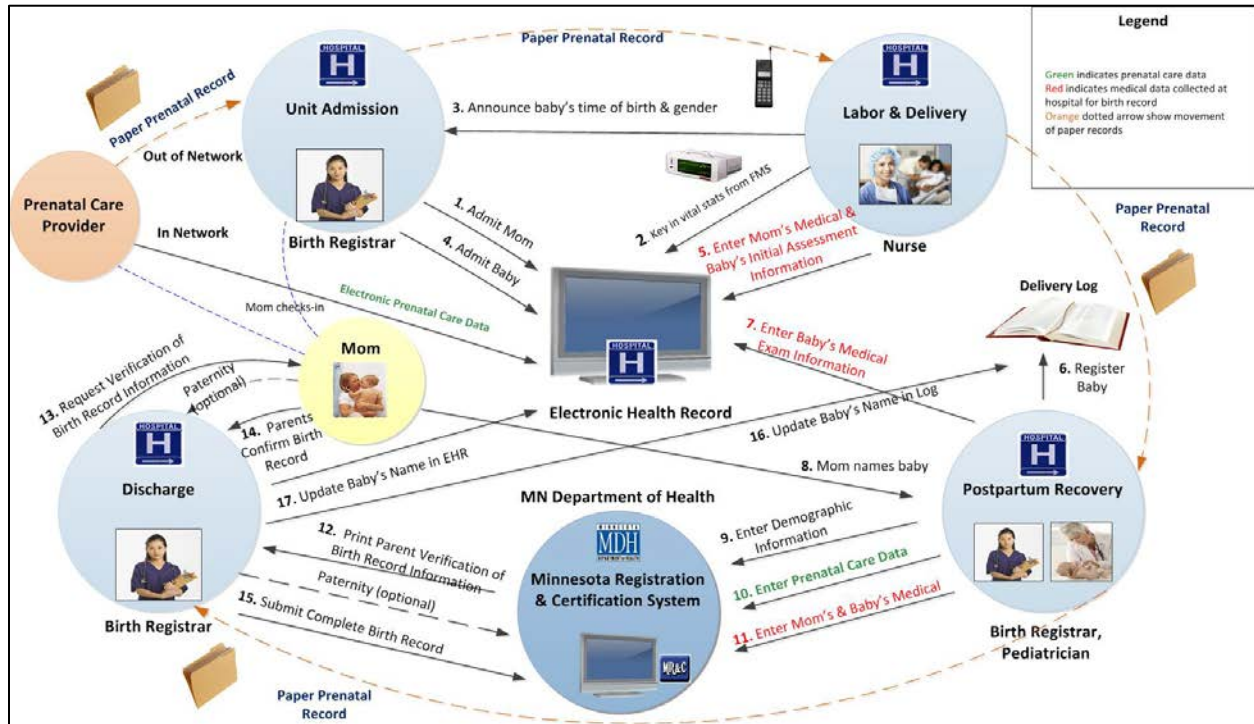 Legend
Green indicates prenatal care data
Red indicates medical data collected at
hospital for birth record
Orange dotted arrow show movement
of paper records
Paper Prenatal Record
HOSPITAL
H
Unit Admission
Birth Registrar
HOSPITAL
H
Labor & Delivery
Nurse
3. Announce baby's time of birth & gender
Paper Prenatal Record
Out of Network
Prenatal Care
Provider
In Network
1. Admit Mom
4. Admit Baby
2. Key in vital stats from FMS
5. Enter Mom's Medical &
Baby's Initial Assessment
Information
Paper Prenatal
Record
Delivery Log
Electronic Prenatal Care Data
Mom checks-in
Mom
HOSPITAL
H
Electronic Health Record
7. Enter Baby's Medical
Exam Information
6. Register
Baby
13. Request Verification of
Birth Record Information
Paternity
(optional)
14. Parents
Confirm Birth
Record
16. Update Baby's Name in Log
17. Update Baby's Name in EHR
8. Mom names baby
HOSPITAL
H
Discharge
Birth Registrar
HOSPITAL
H
Postpartum Recovery
Birth Registrar,
Pediatrician
MN Department of Health
MINNESOTA
MDH
Minnesota Registration
& Certification System
MR&C
12. Print Parent Verification of
Birth Record Information
Paternity (optional)
15. Submit Complete Birth
Record
9. Enter Demographic
Information
10. Enter Prenatal Care Data
11. Enter Mom's & Baby's Medical
Paper Prenatal
Record